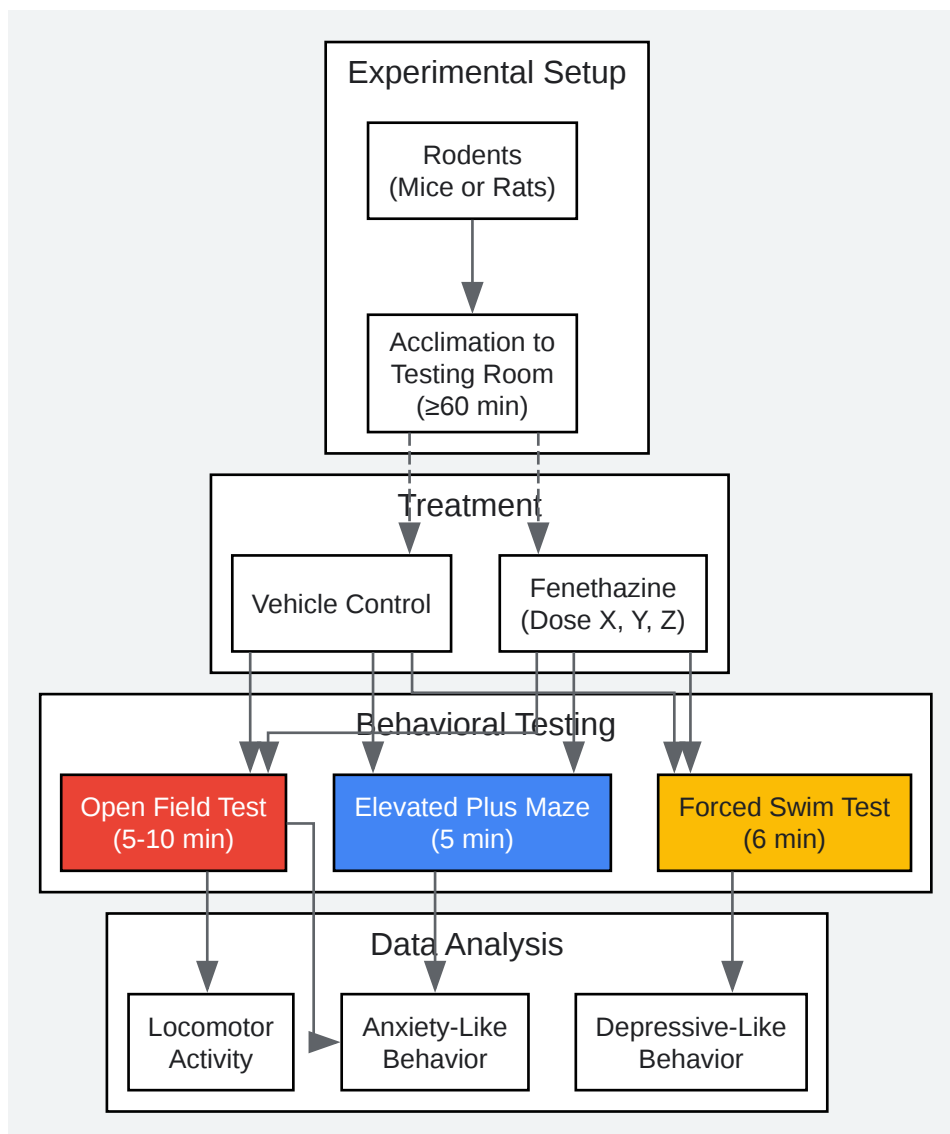 Experimental Setup
Rodents
(Mice or Rats)
Acclimation to
Testing Room
(≥60 min)
Treatment
Vehicle Control
Fenethazine
(Dose X, Y, Z)
Behavioral Testing
Open Field Test
(5-10 min)
Elevated Plus Maze
(5 min)
Forced Swim Test
(6 min)
Data Analysis
Locomotor
Activity
Anxiety-Like
Behavior
Depressive-Like
Behavior